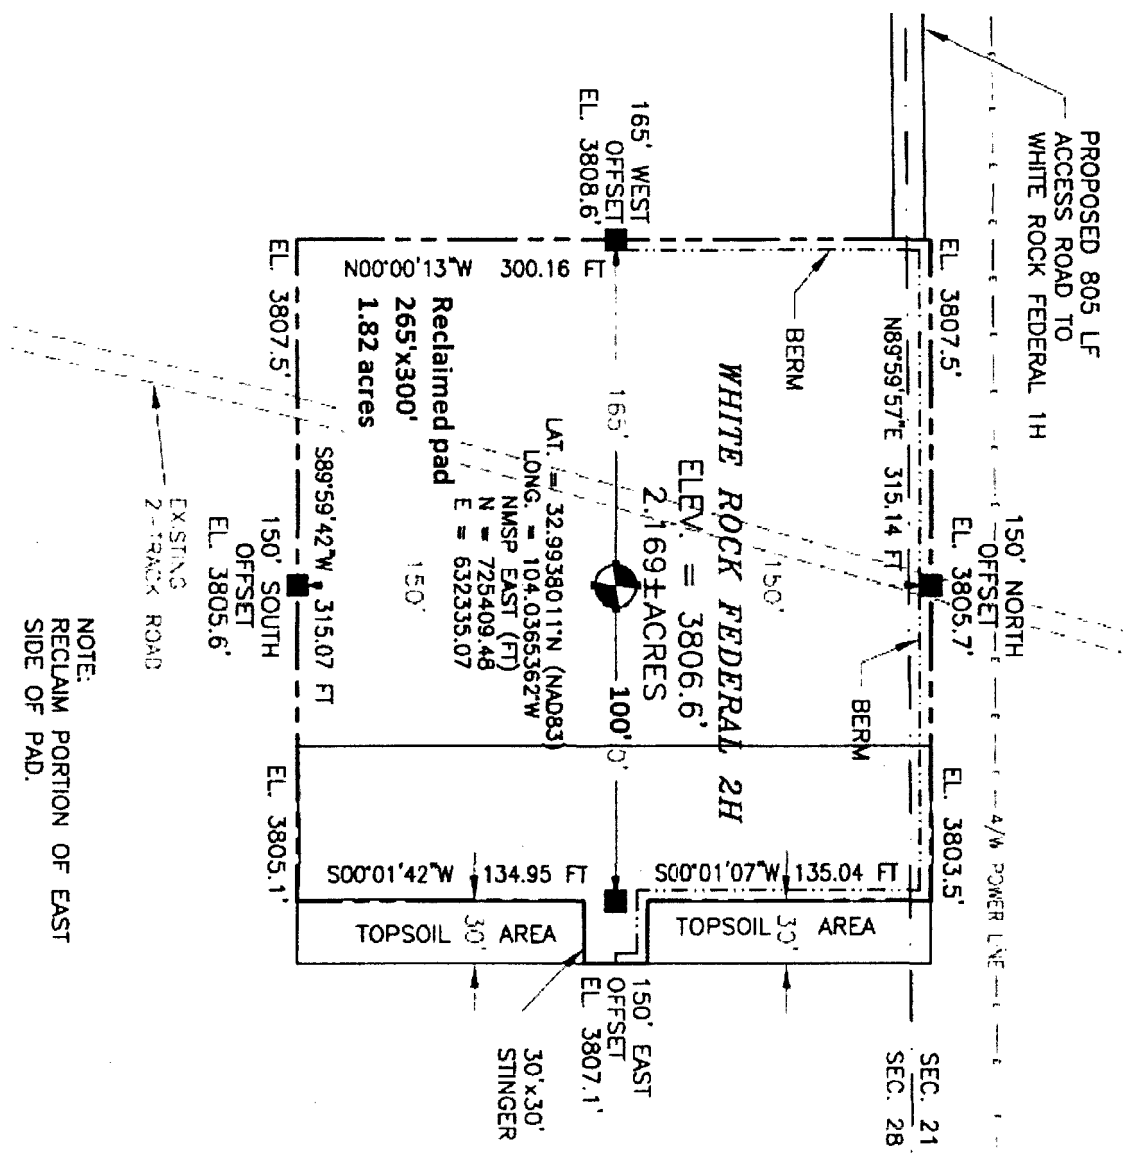 PROPOSED 805 LF
ACCESS ROAD TO
WHITE ROCK FEDERAL 1H
165' WEST
OFFSET
EL. 3808.6'
EL. 3807.5'
N89°59'57"E 315.14 FT
150' NORTH
OFFSET
EL. 3805.7'
EL. 3803.5'
4/W POWER LINE
SEC. 21
SEC. 28
BERM
BERM
WHITE ROCK FEDERAL 2H
ELEV. = 3806.6'
2.169±ACRES
150'
165'
100'
LAT. = 32.9938011°N (NAD83)
LONG. = 104.0365362°W
NMSP EAST (FT)
N = 725409.48
E = 632335.07
150'
N00°00'13"W 300.16 FT
Reclaimed pad
265'x300'
1.82 acres
EL. 3807.5'
S89°59'42"W 315.07 FT
150' SOUTH
OFFSET
EL. 3805.6'
EL. 3805.1'
EXISTING
2-TRACK ROAD
S00°01'07"W 135.04 FT
S00°01'42"W 134.95 FT
TOPSOIL AREA
30'
TOPSOIL AREA
30'
150' EAST
OFFSET
EL 3807.1'
30'x30'
STINGER
NOTE:
RECLAIM PORTION OF EAST
SIDE OF PAD.